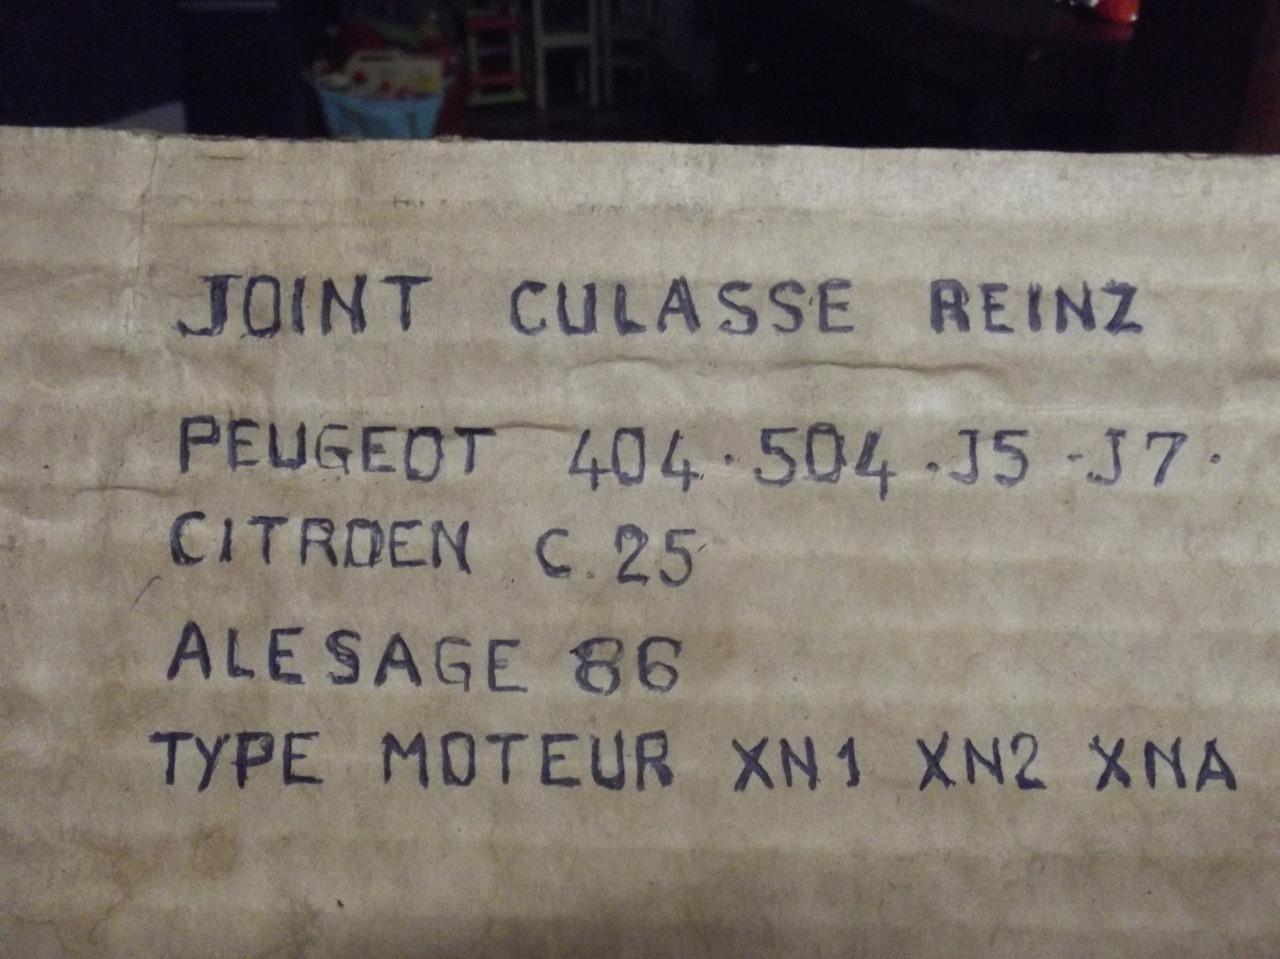 JOINT CULASSE REINZ
PEUGEOT 404·504·J5-J7·
CITROEN C.25
ALESAGE 86
TYPE MOTEUR XN1 XN2 XNA